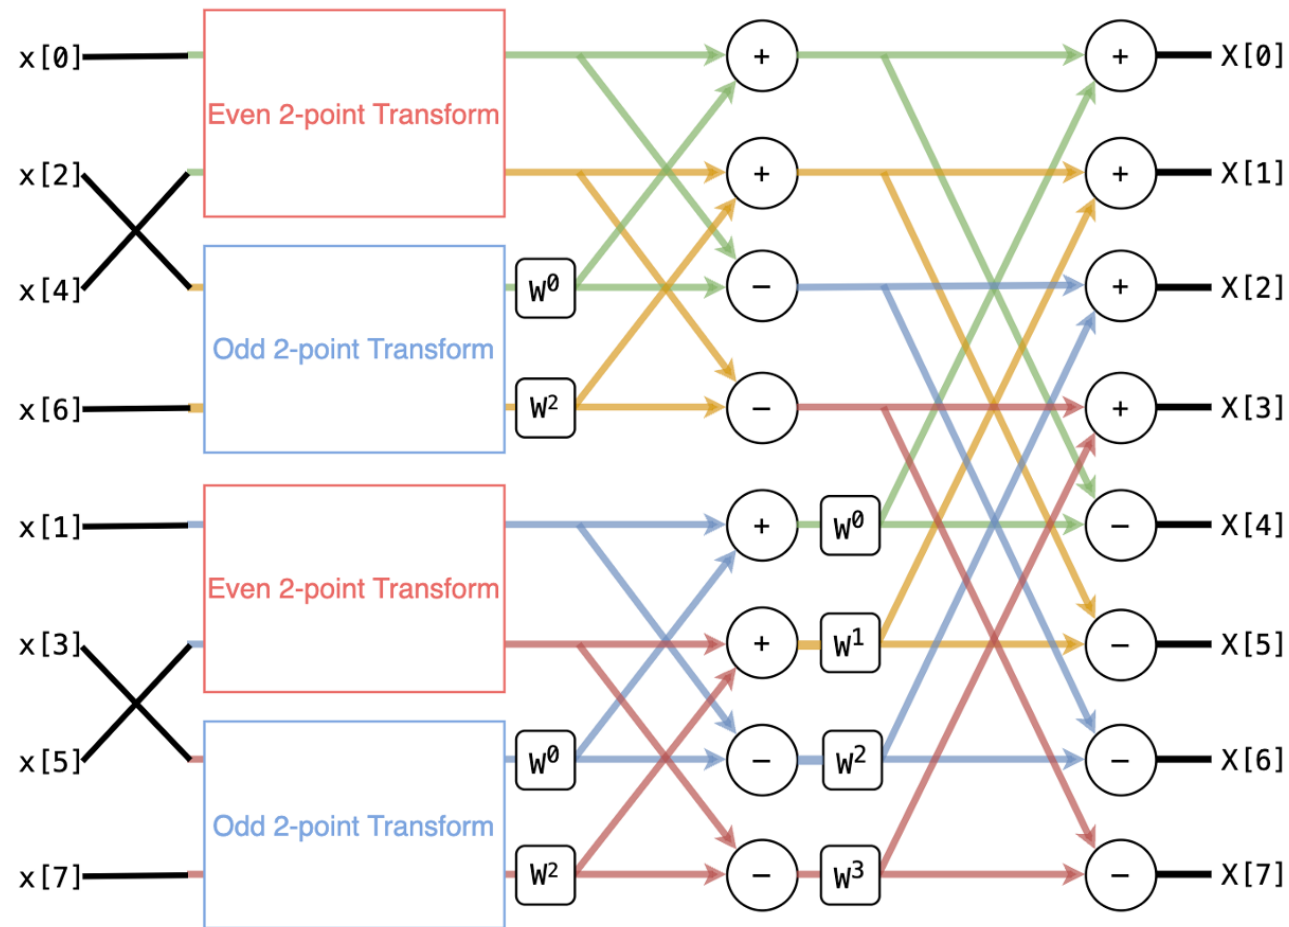 x[0] + + X[0]
Even 2-point Transform
x[2] + + X[1]
x[4] W⁰ − + X[2]
Odd 2-point Transform
x[6] W² − + X[3]
x[1] + W⁰ − X[4]
Even 2-point Transform
x[3] + W¹ − X[5]
x[5] W⁰ − W² − X[6]
Odd 2-point Transform
x[7] W² − W³ − X[7]